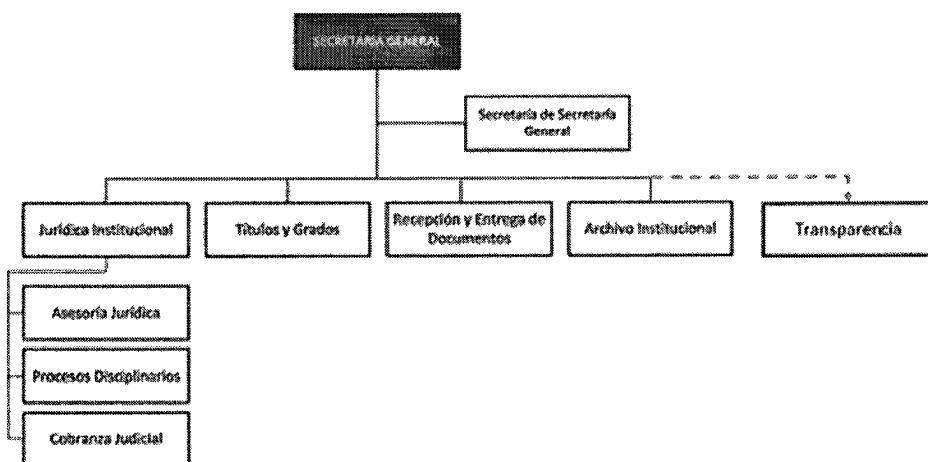 SECRETARIA GENERAL
Secretaría de Secretaría
General
Jurídica Institucional
Títulos y Grados
Recepción y Entrega de
Documentos
Archivo Institucional
Transparencia
Asesoría Jurídica
Procesos Disciplinarios
Cobranza Judicial